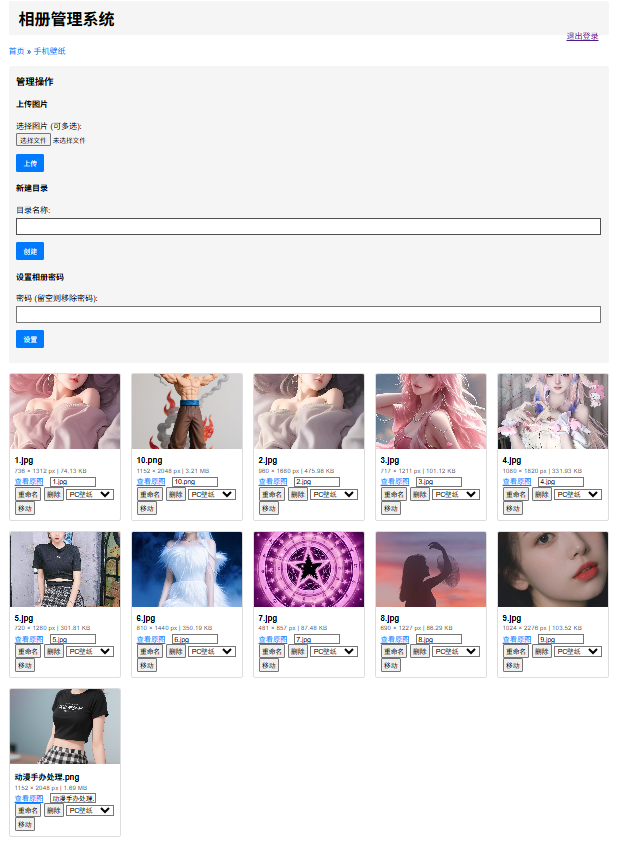 相册管理系统
退出登录
首页 » 手机壁纸
管理操作
上传图片
选择图片 (可多选):
选择文件 未选择文件
上传
新建目录
目录名称:
创建
设置相册密码
密码 (留空则移除密码):
设置
1.jpg
736 × 1312 px | 74.13 KB
查看原图 1.jpg
重命名 删除 PC壁纸
移动
10.png
1152 × 2048 px | 3.21 MB
查看原图 10.png
重命名 删除 PC壁纸
移动
2.jpg
960 × 1680 px | 475.98 KB
查看原图 2.jpg
重命名 删除 PC壁纸
移动
3.jpg
717 × 1211 px | 101.12 KB
查看原图 3.jpg
重命名 删除 PC壁纸
移动
4.jpg
1080 × 1820 px | 331.93 KB
查看原图 4.jpg
重命名 删除 PC壁纸
移动
5.jpg
720 × 1280 px | 301.81 KB
查看原图 5.jpg
重命名 删除 PC壁纸
移动
6.jpg
810 × 1440 px | 350.19 KB
查看原图 6.jpg
重命名 删除 PC壁纸
移动
7.jpg
481 × 857 px | 87.48 KB
查看原图 7.jpg
重命名 删除 PC壁纸
移动
8.jpg
690 × 1227 px | 88.29 KB
查看原图 8.jpg
重命名 删除 PC壁纸
移动
9.jpg
1024 × 2276 px | 103.52 KB
查看原图 9.jpg
重命名 删除 PC壁纸
移动
动漫手办处理.png
1152 × 2048 px | 1.69 MB
查看原图 动漫手办处理.
重命名 删除 PC壁纸
移动